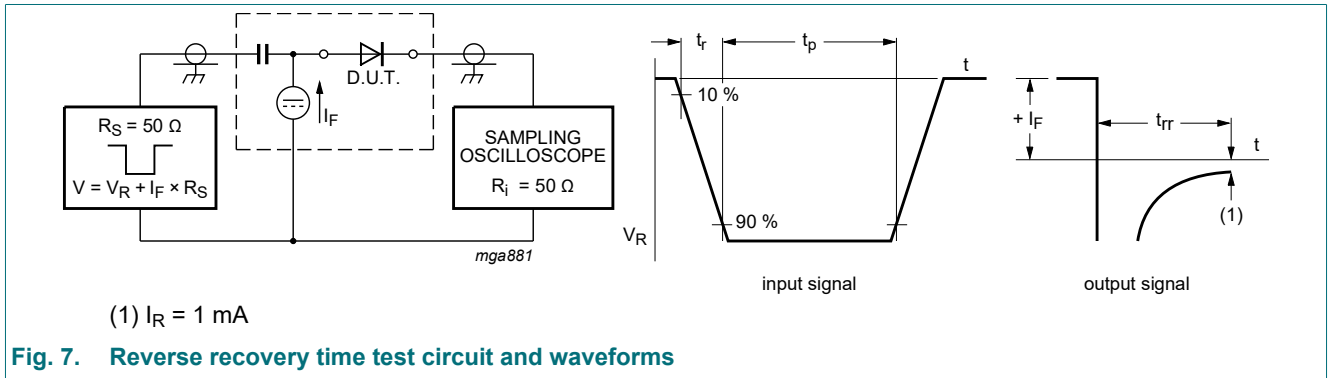 D.U.T.
I_F
R_S = 50 Ω
V = V_R + I_F × R_S
SAMPLING
OSCILLOSCOPE
R_i = 50 Ω
mga881
t_r
t_p
t
10 %
90 %
V_R
input signal
+ I_F
t_rr
t
(1)
output signal
(1) I_R = 1 mA
Fig. 7. Reverse recovery time test circuit and waveforms